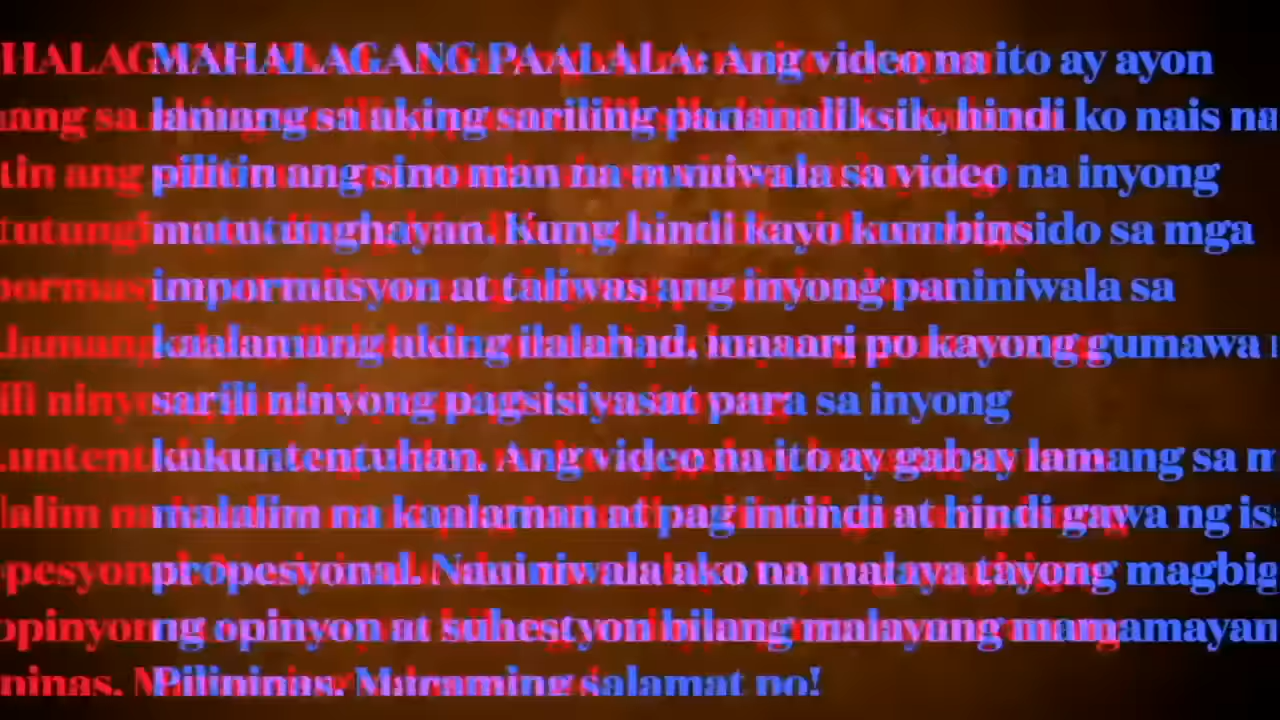 MAHALAGANG PAALALA: Ang video na ito ay ayon
lamang sa aking sariling pananaliksik, hindi ko nais na
pilitin ang sino man na maniwala sa video na inyong
matutunghayan. Kung hindi kayo kumbinsido sa mga
impormasyon at taliwas ang inyong paniniwala sa
kaalamang aking ilalahad, maaari po kayong gumawa
sarili ninyong pagsisiyasat para sa inyong
kakuntentuhan. Ang video na ito ay gabay lamang sa
malalim na kaalaman at pag intindi at hindi gawa ng
propesyonal. Naniniwala ako na malaya tayong
ng opinyon at suhestyon bilang malayang
Pilipinas. Maraming salamat po!